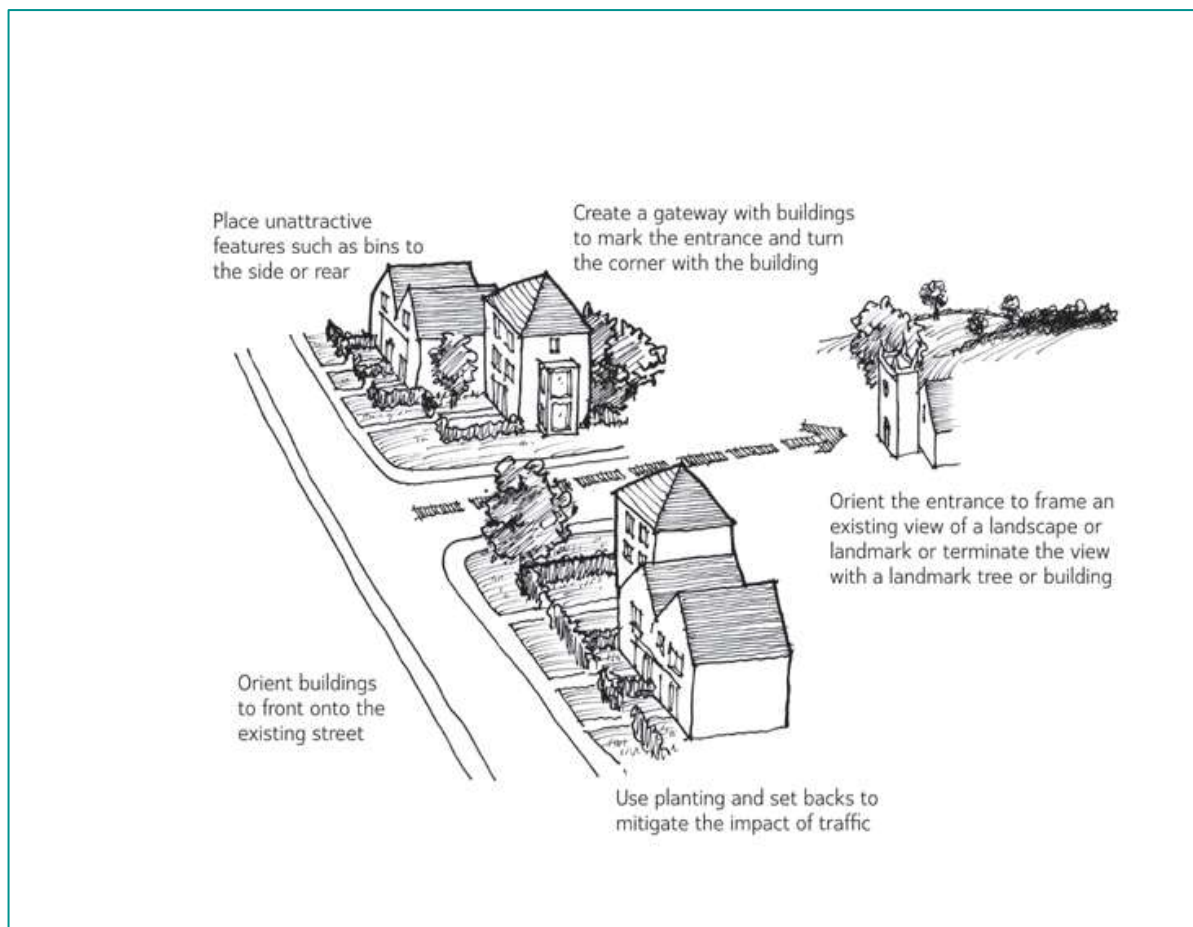 Place unattractive
features such as bins to
the side or rear
Create a gateway with buildings
to mark the entrance and turn
the corner with the building
Orient the entrance to frame an
existing view of a landscape or
landmark or terminate the view
with a landmark tree or building
Orient buildings
to front onto the
existing street
Use planting and set backs to
mitigate the impact of traffic